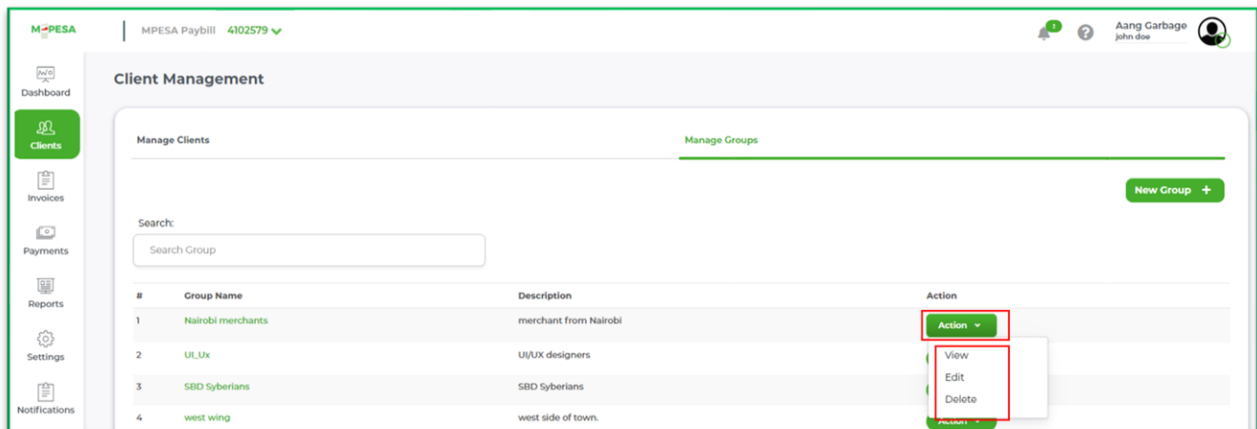 M-PESA
MPESA Paybill 4102579
3
Aang Garbage
john doe
Dashboard
Clients
Invoices
Payments
Reports
Settings
Notifications
Client Management
Manage Clients
Manage Groups
New Group +
Search:
Search Group
# Group Name Description Action
1 Nairobi merchants merchant from Nairobi Action
2 UI_Ux UI/UX designers
3 SBD Syberians SBD Syberians
4 west wing west side of town. Action
View
Edit
Delete